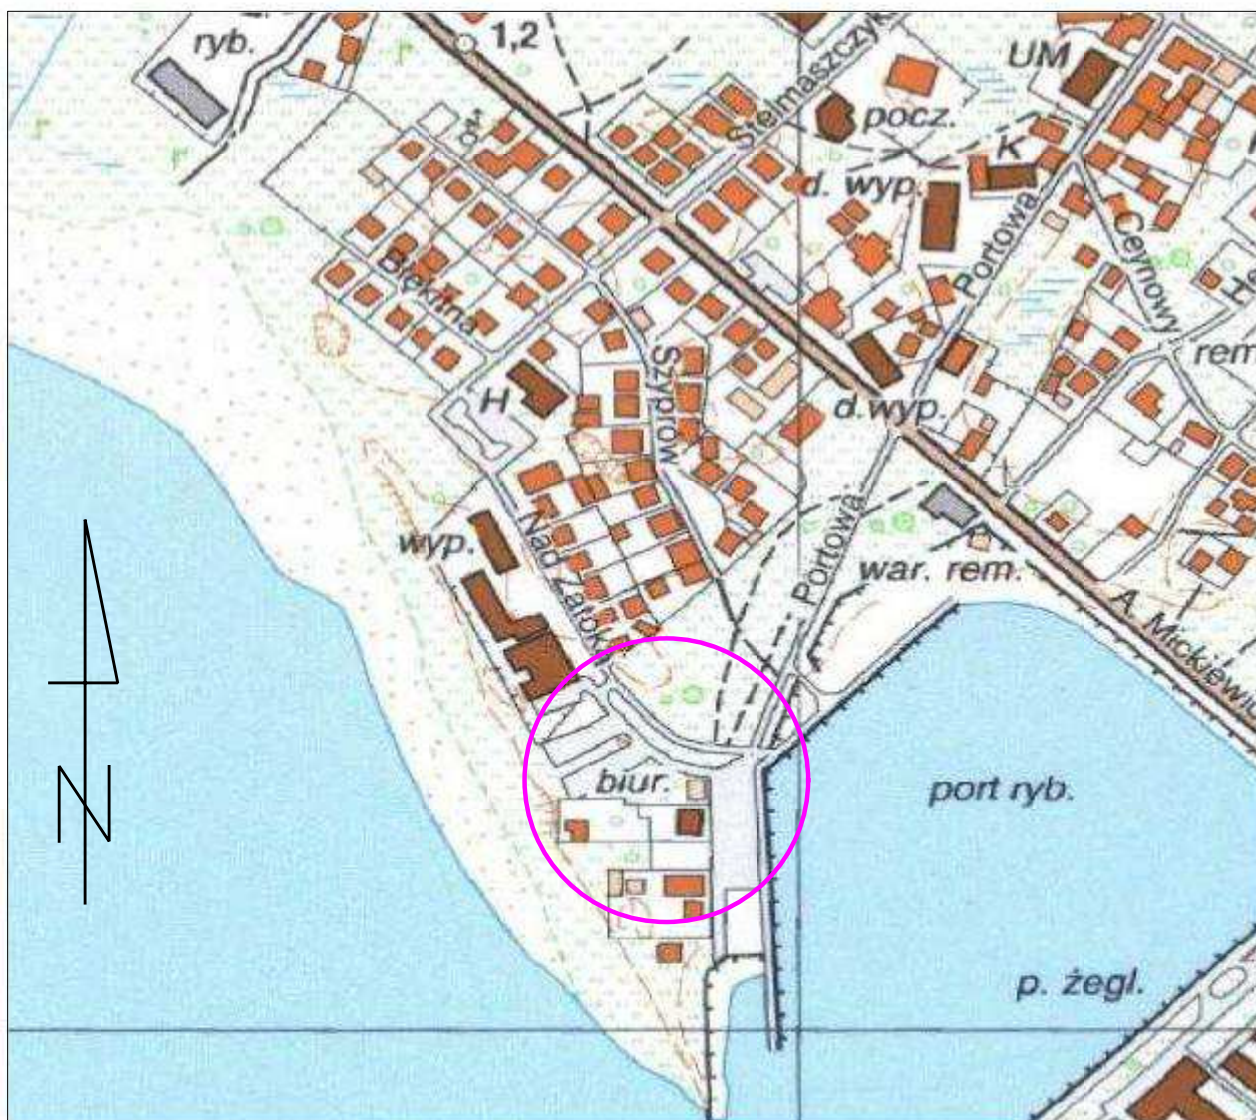 ryb.
1,2
Stelmaszczyka
UM
pocz.
K
d. wyp.
Portowa
Ceynowy
Błękitna
Szyprów
H
rem
d. wyp.
wyp.
Nad Zatoką
Portowa
war. rem.
A. Mickiewi
biur.
port ryb.
p. żegl.
N